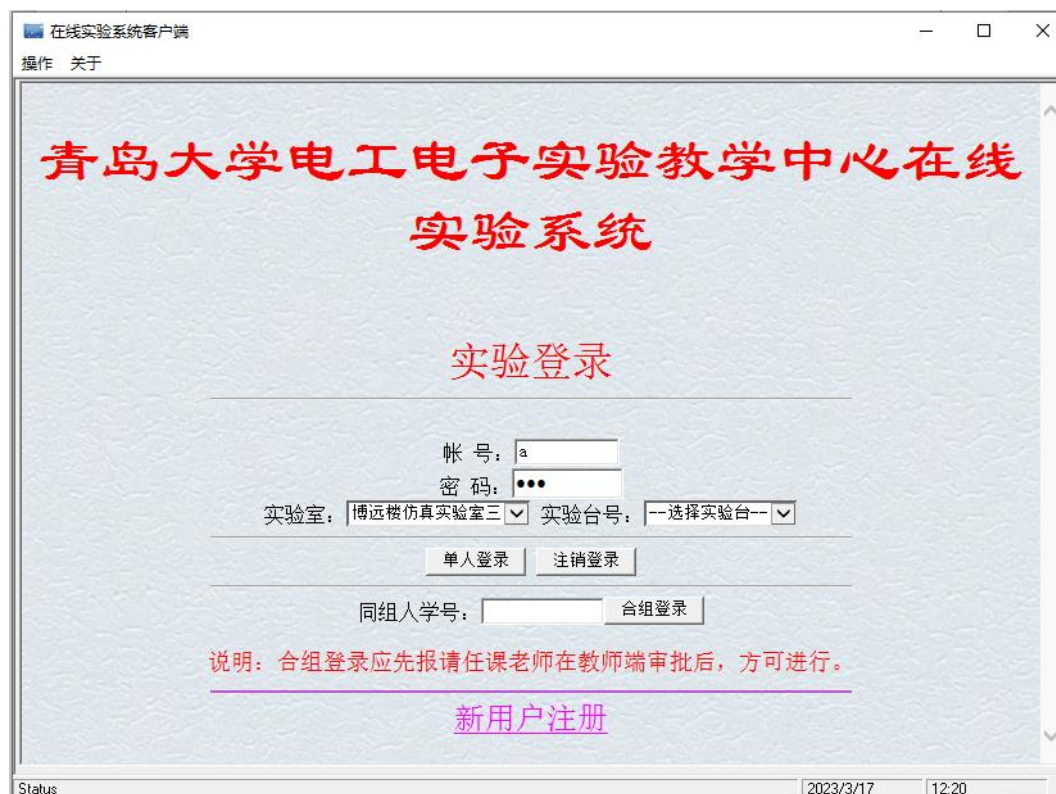 在线实验系统客户端
操作 关于
青岛大学电工电子实验教学中心在线
实验系统
实验登录
帐 号：a
密 码：●●●
实验室：博远楼仿真实验室三 实验台号：--选择实验台--
单人登录 注销登录
同组人学号： 合组登录
说明：合组登录应先报请任课老师在教师端审批后，方可进行。
新用户注册
Status 2023/3/17 12:20